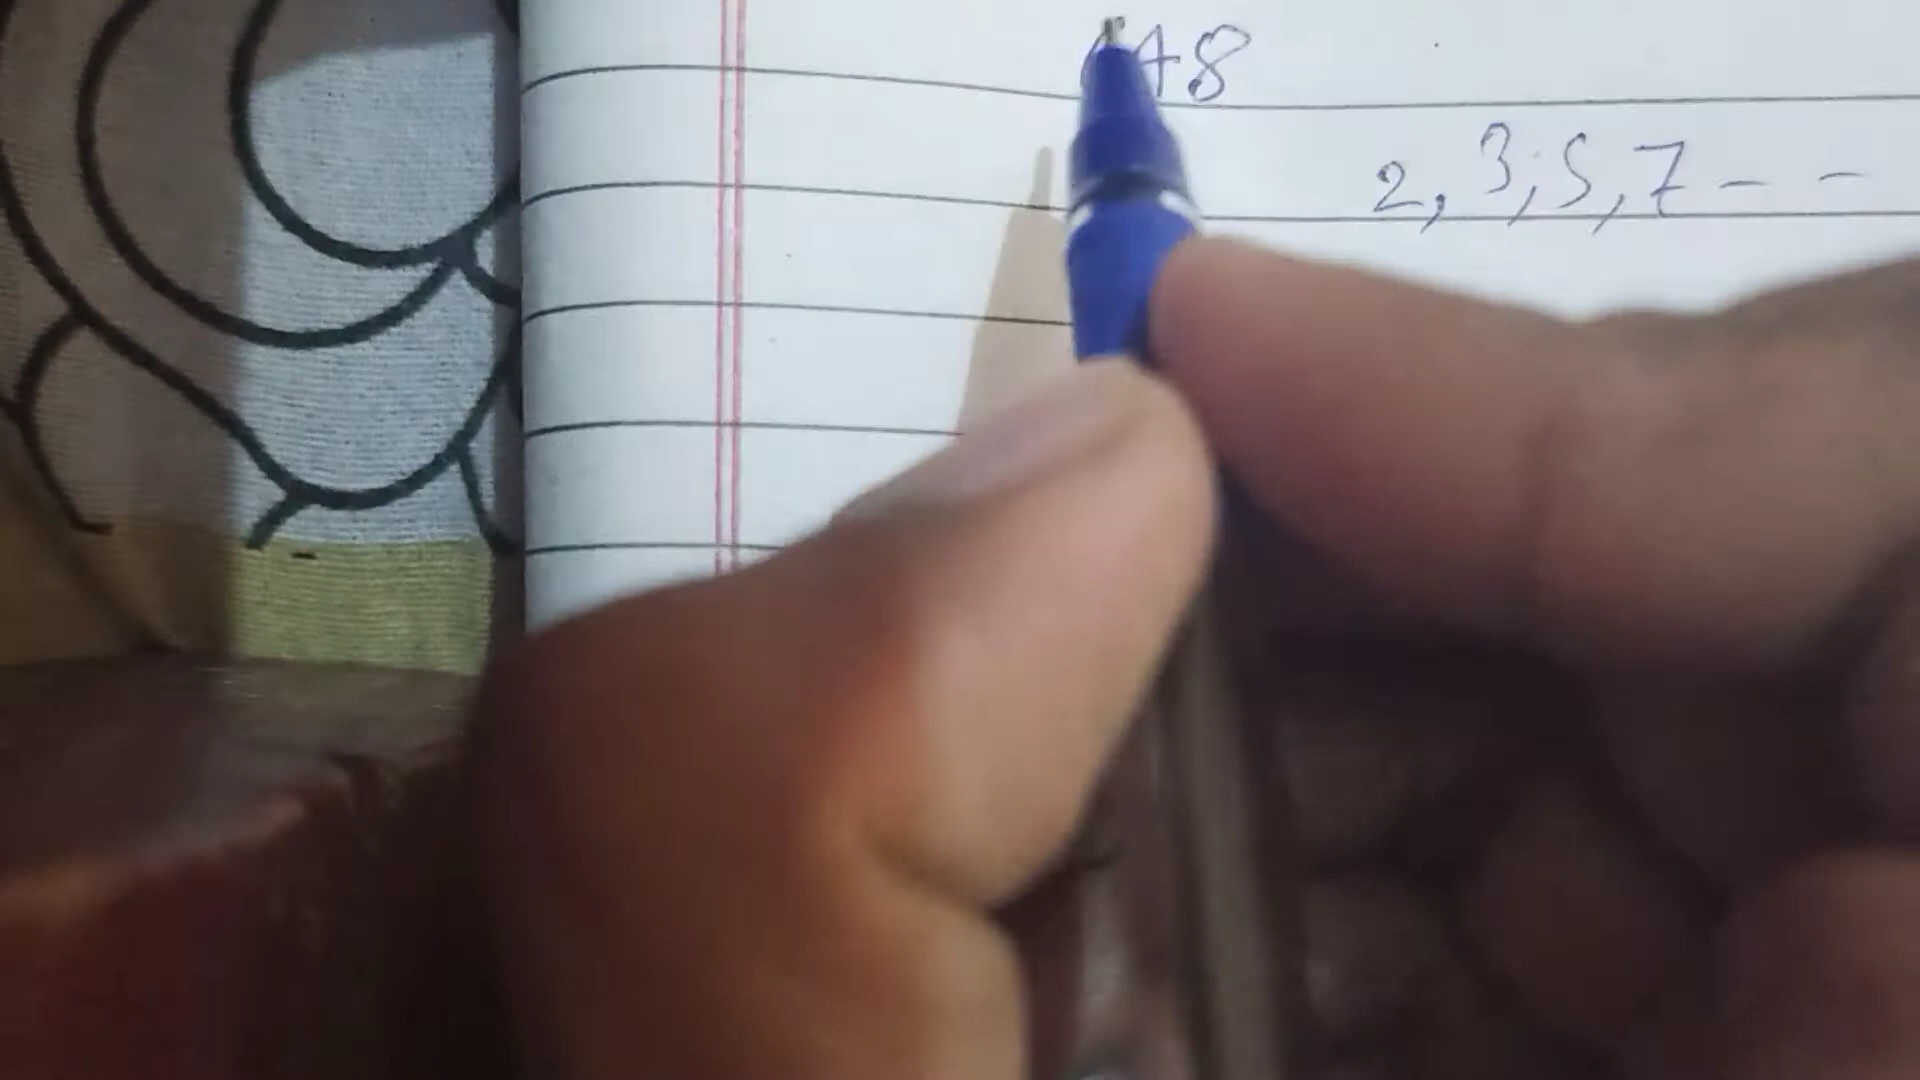 48
2, 3, 5, 7 - -